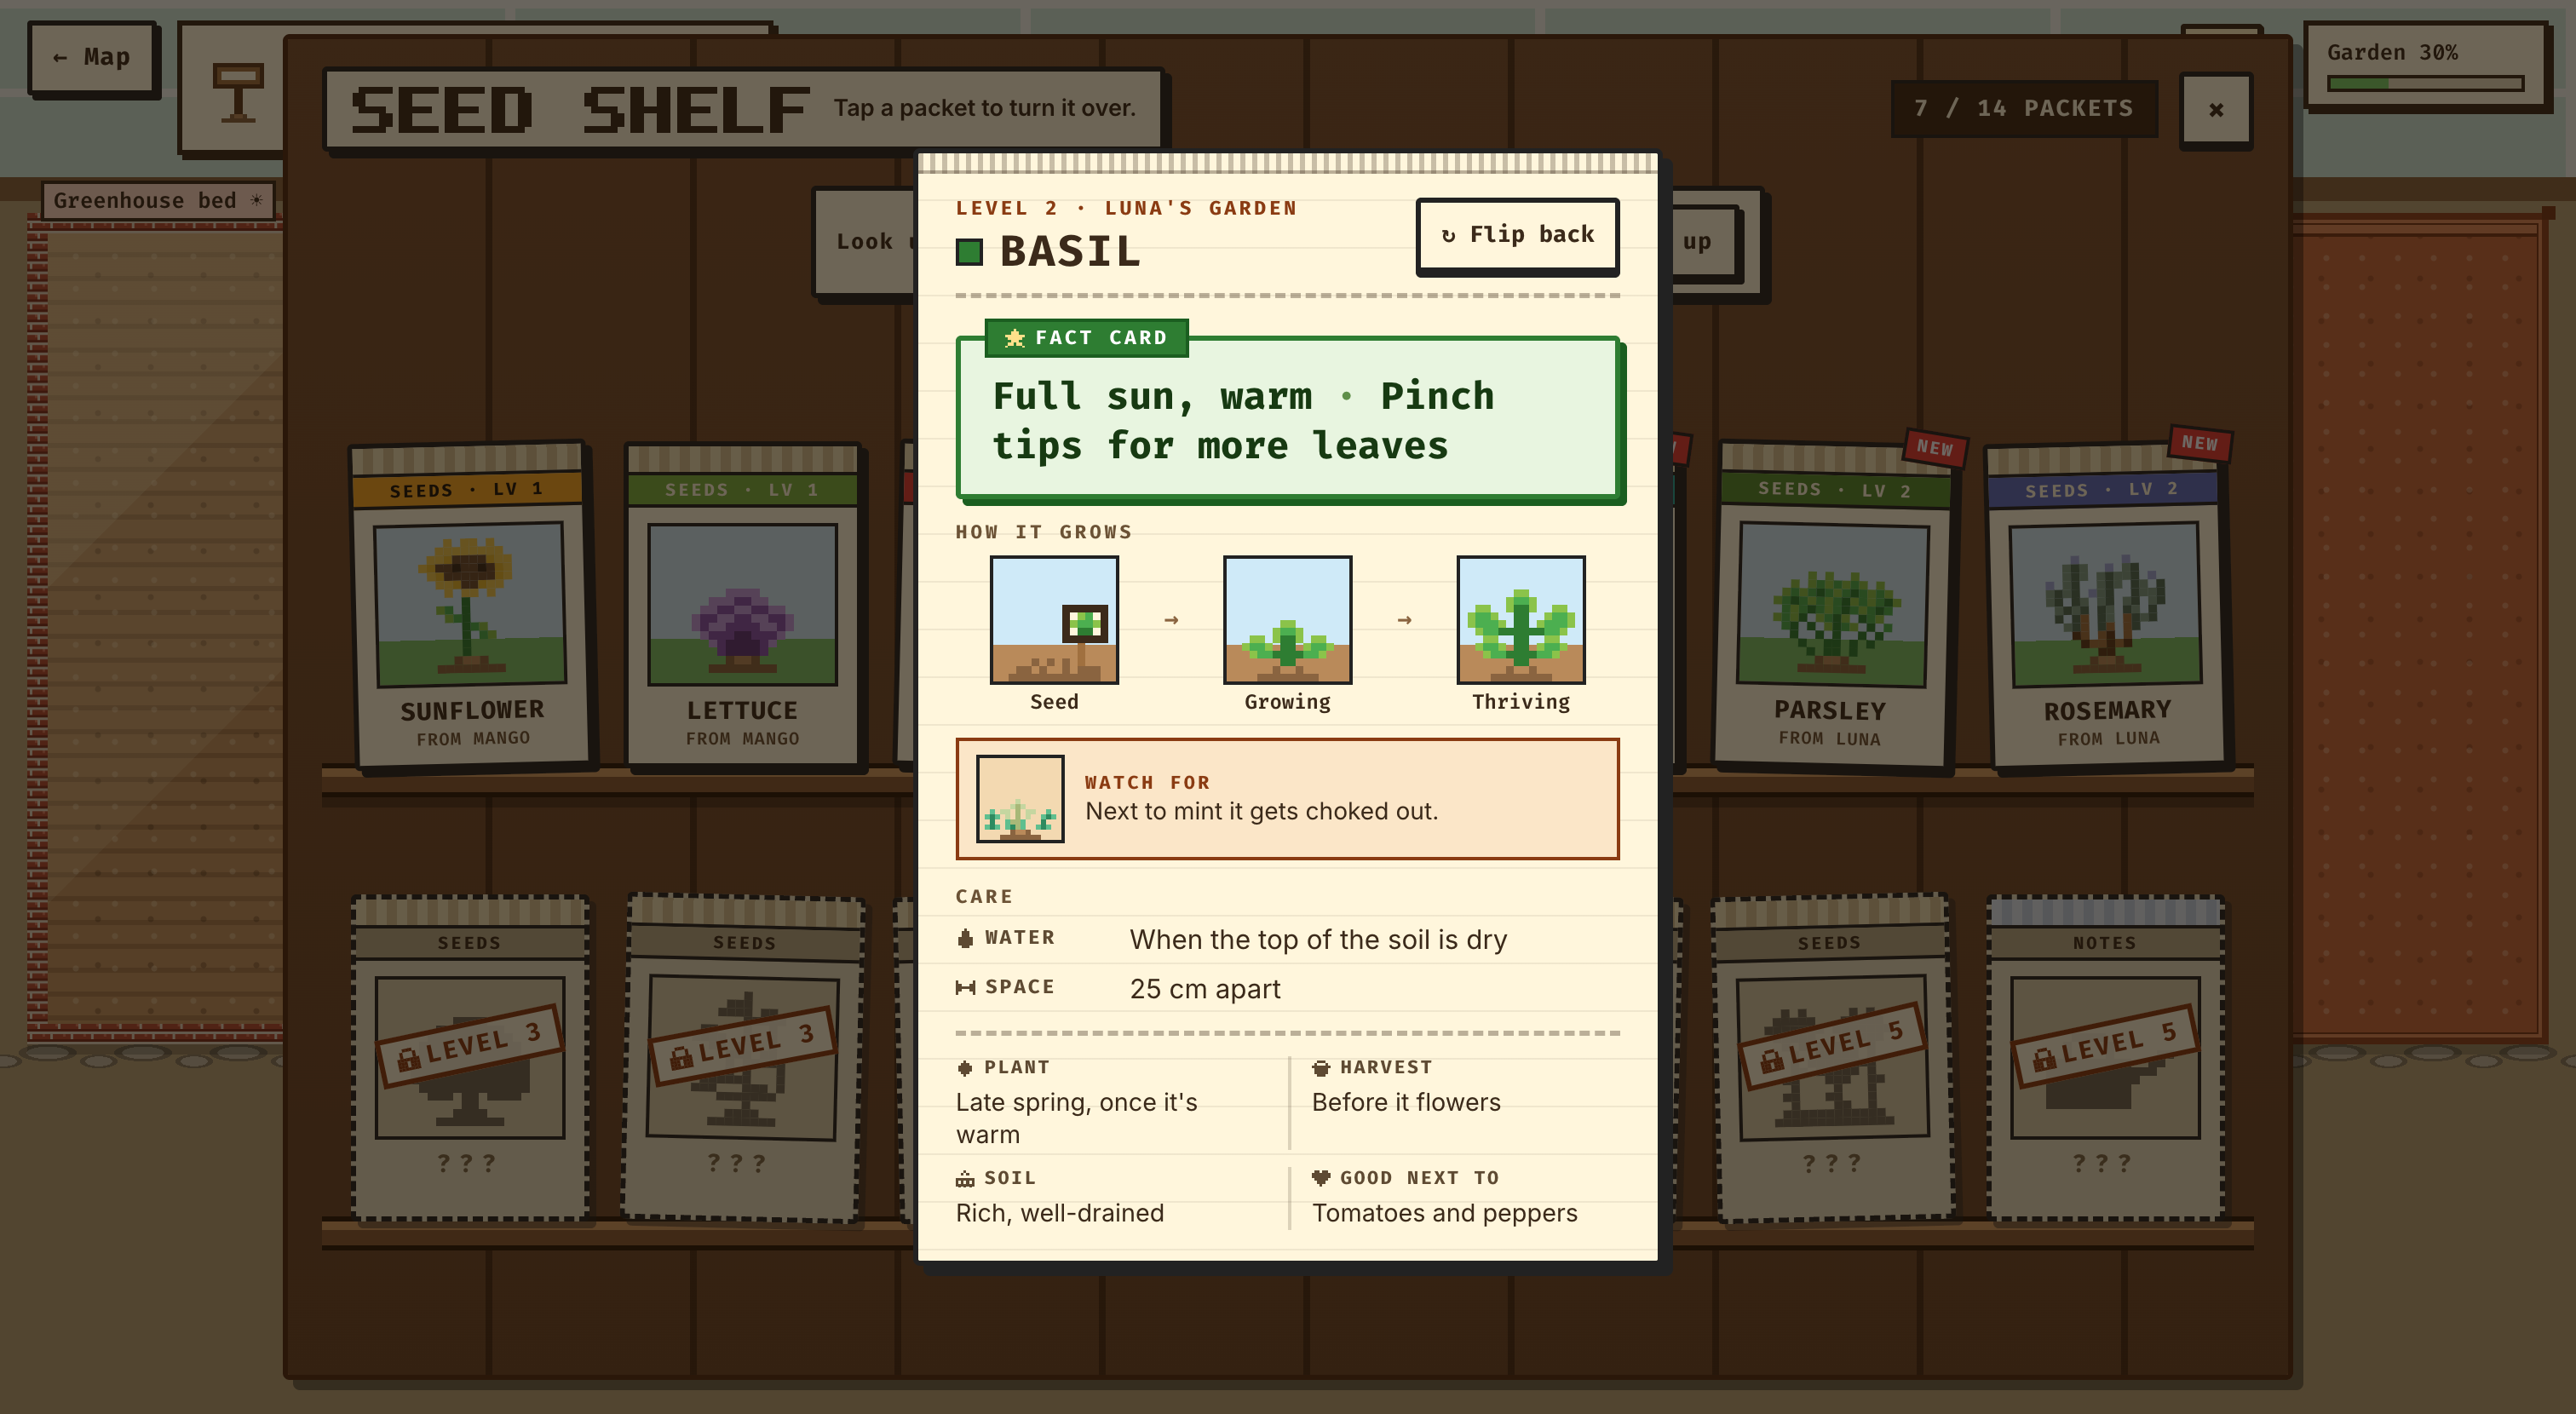 ← Map
Garden 30%
SEED SHELF Tap a packet to turn it over.
7 / 14 PACKETS ×
Greenhouse bed ☀
Look
up
LEVEL 2 · LUNA'S GARDEN
BASIL
↻ Flip back
FACT CARD
Full sun, warm · Pinch
tips for more leaves
HOW IT GROWS
→ →
Seed Growing Thriving
WATCH FOR
Next to mint it gets choked out.
CARE
WATER When the top of the soil is dry
SPACE 25 cm apart
PLANT
Late spring, once it's
warm
HARVEST
Before it flowers
SOIL
Rich, well-drained
GOOD NEXT TO
Tomatoes and peppers
SEEDS · LV 1
SUNFLOWER
FROM MANGO
SEEDS · LV 1
LETTUCE
FROM MANGO
NEW
SEEDS · LV 2
PARSLEY
FROM LUNA
NEW
SEEDS · LV 2
ROSEMARY
FROM LUNA
SEEDS
LEVEL 3
???
SEEDS
LEVEL 3
???
SEEDS
LEVEL 5
???
NOTES
LEVEL 5
???